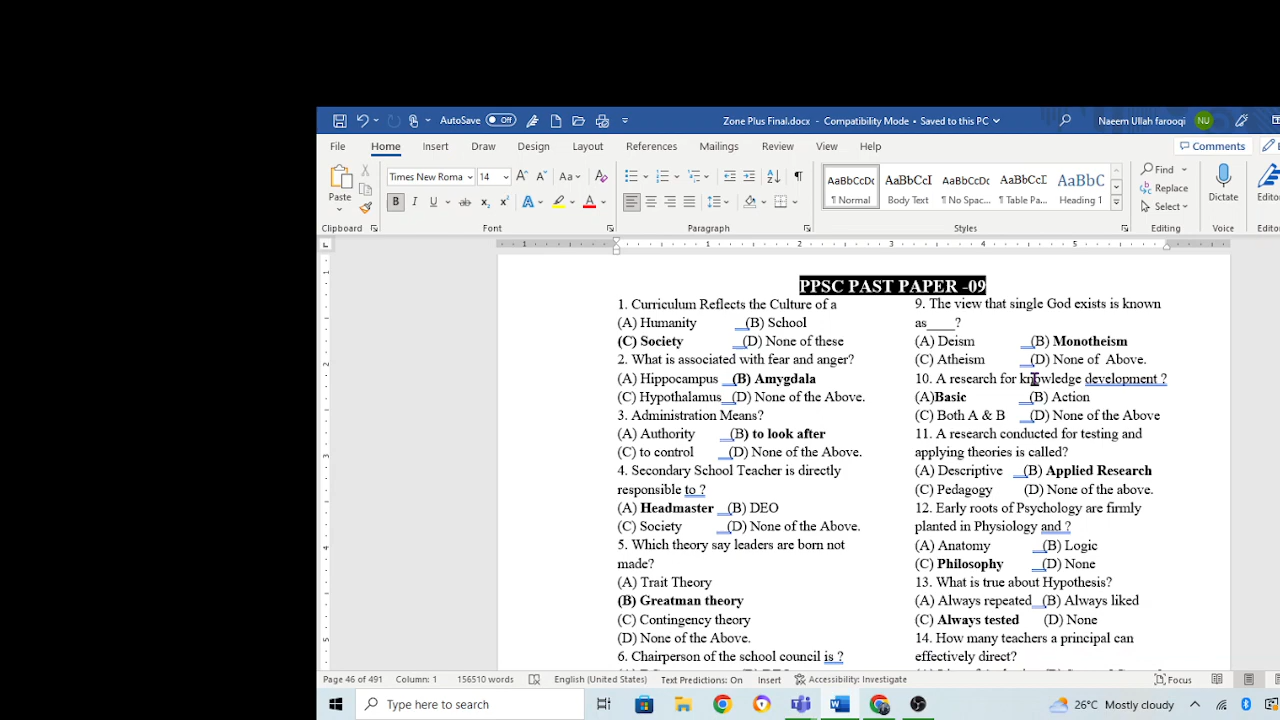 AutoSave Off
Zone Plus Final.docx - Compatibility Mode • Saved to this PC
Naeem Ullah farooqi NU
File Home Insert Draw Design Layout References Mailings Review View Help
Comments
Times New Roma 14
Aa
Paste
AaBbCcDc AaBbCcI AaBbCcDc AaBbCcD AaBbC
¶ Normal Body Text ¶ No Spac... ¶ Table Pa... Heading 1
Find
Replace
Select
Dictate
Editor
Clipboard Font Paragraph Styles Editing Voice Editor
PPSC PAST PAPER -09
1. Curriculum Reflects the Culture of a
(A) Humanity (B) School
(C) Society (D) None of these
2. What is associated with fear and anger?
(A) Hippocampus (B) Amygdala
(C) Hypothalamus (D) None of the Above.
3. Administration Means?
(A) Authority (B) to look after
(C) to control (D) None of the Above.
4. Secondary School Teacher is directly
responsible to ?
(A) Headmaster (B) DEO
(C) Society (D) None of the Above.
5. Which theory say leaders are born not
made?
(A) Trait Theory
(B) Greatman theory
(C) Contingency theory
(D) None of the Above.
6. Chairperson of the school council is ?
9. The view that single God exists is known
as____?
(A) Deism (B) Monotheism
(C) Atheism (D) None of Above.
10. A research for knowledge development ?
(A)Basic (B) Action
(C) Both A & B (D) None of the Above
11. A research conducted for testing and
applying theories is called?
(A) Descriptive (B) Applied Research
(C) Pedagogy (D) None of the above.
12. Early roots of Psychology are firmly
planted in Physiology and ?
(A) Anatomy (B) Logic
(C) Philosophy (D) None
13. What is true about Hypothesis?
(A) Always repeated (B) Always liked
(C) Always tested (D) None
14. How many teachers a principal can
effectively direct?
Page 46 of 491 Column: 1 156510 words English (United States) Text Predictions: On Insert Accessibility: Investigate Focus
Type here to search
26°C Mostly cloudy